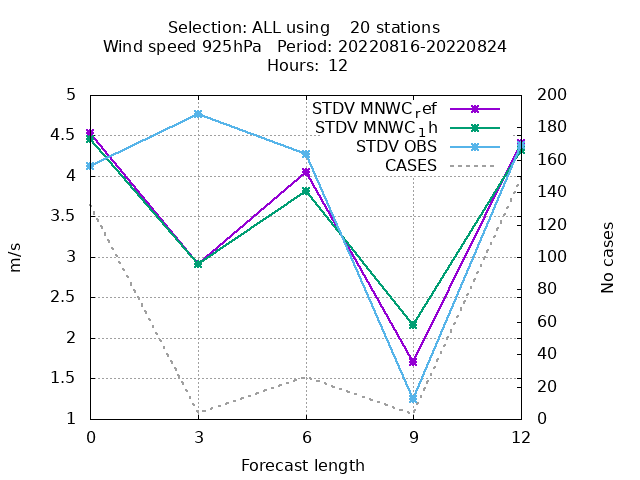 Selection: ALL using    20 stations
Wind speed 925hPa   Period: 20220816-20220824
Hours:  12
STDV MNWCref
STDV MNWC1h
STDV OBS
CASES
5
4.5
4
3.5
3
2.5
2
1.5
1
200
180
160
140
120
100
80
60
40
20
0
m/s
No cases
0 3 6 9 12
Forecast length